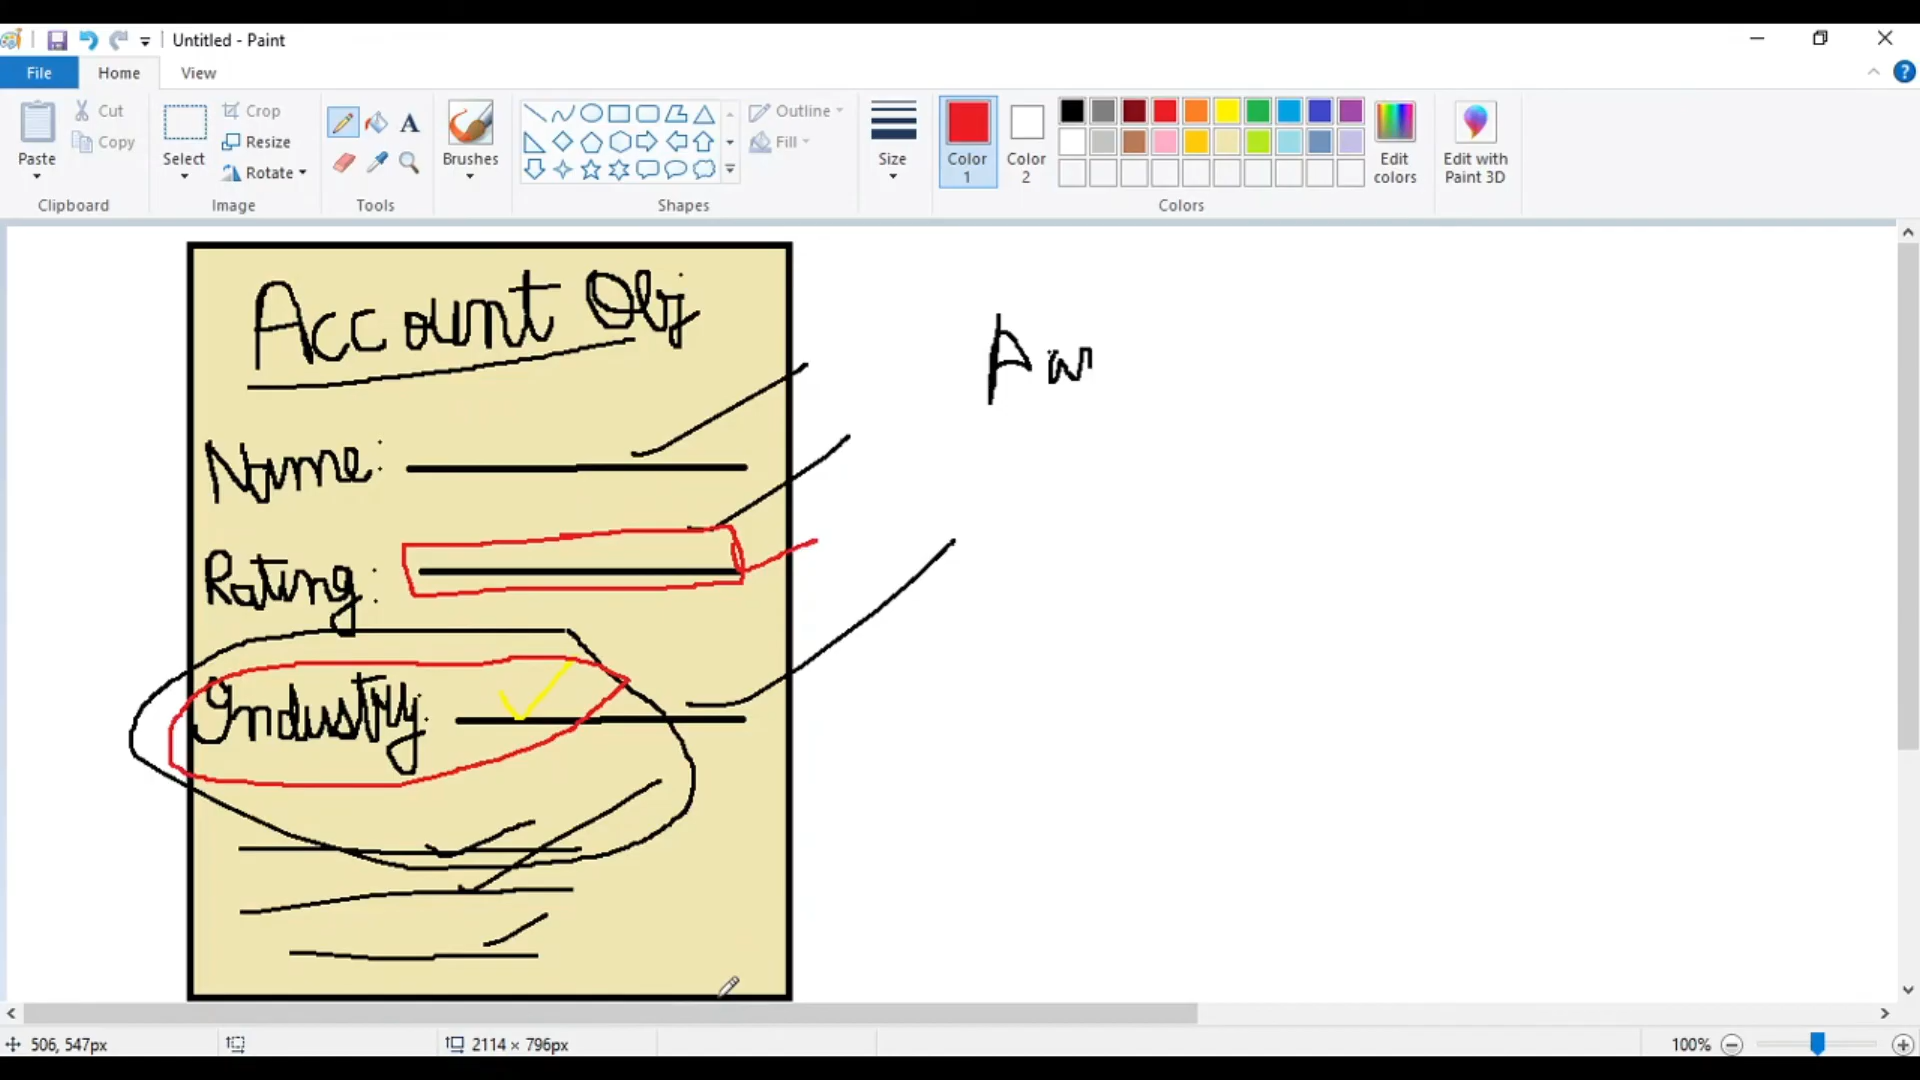 Untitled - Paint
File Home View
Paste
Cut
Copy
Clipboard
Select
Crop
Resize
Rotate
Image
Tools
Brushes
Shapes
Outline
Fill
Size
Color 1
Color 2
Edit colors
Colors
Edit with Paint 3D
Account Obj
Name:
Rating:
Industry:
506, 547px
2114 × 796px
100%